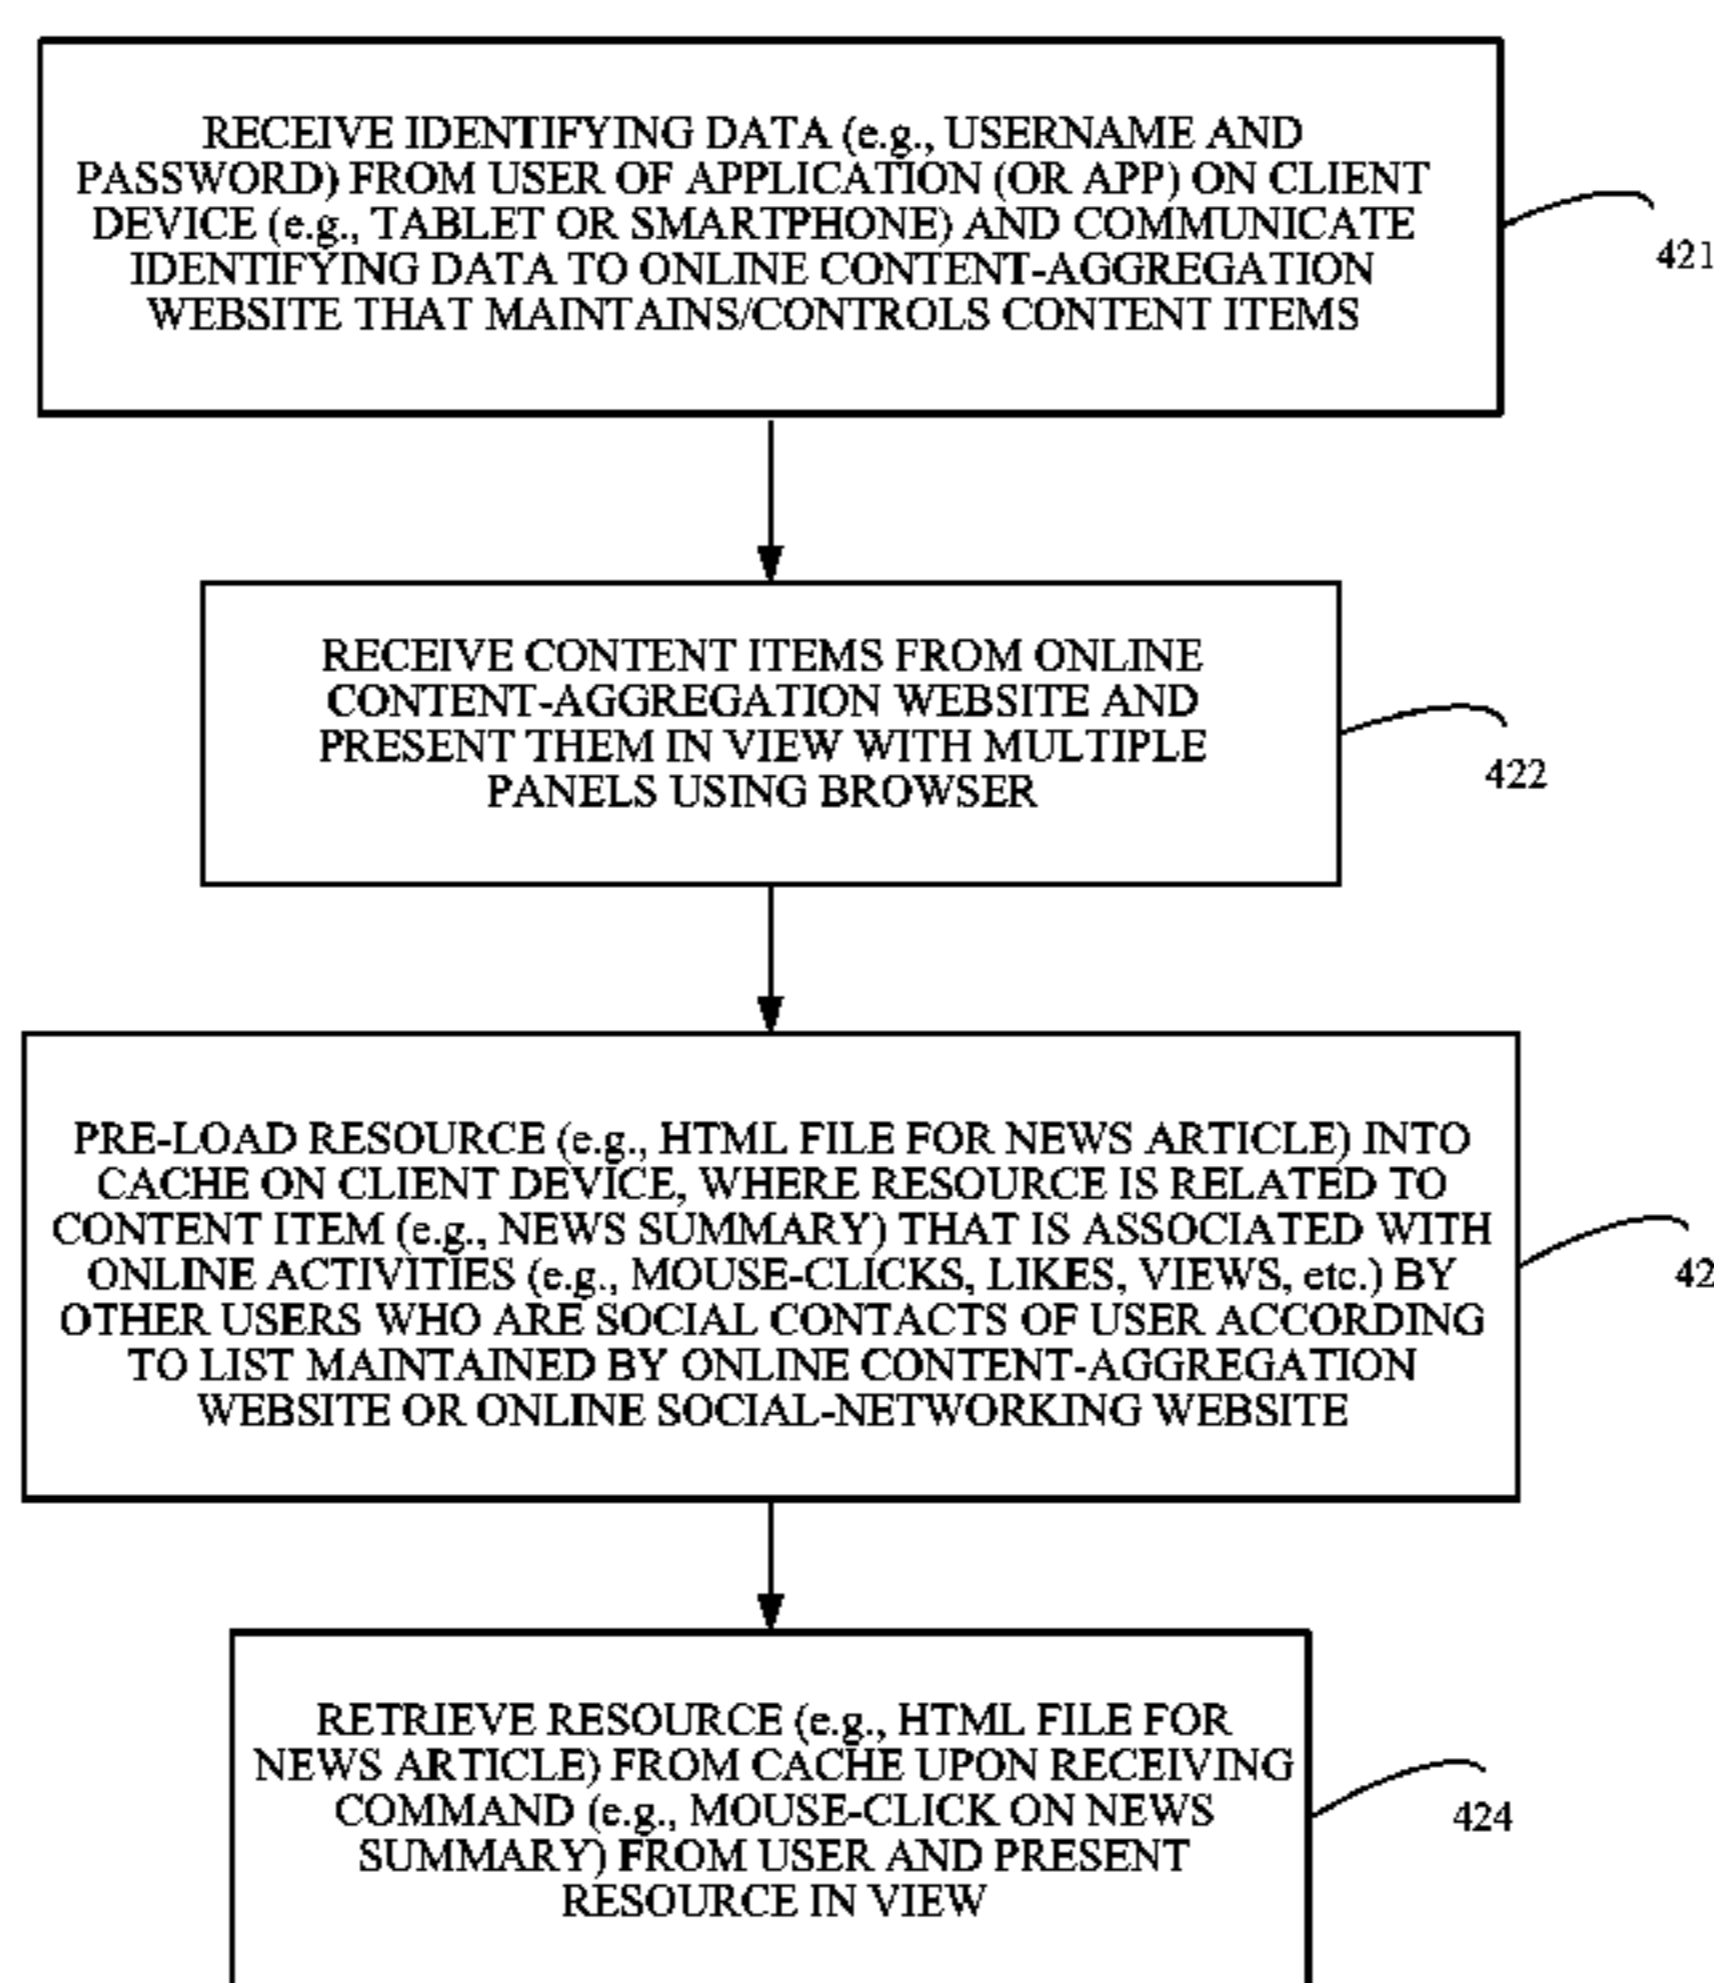 RECEIVE IDENTIFYING DATA (e.g., USERNAME AND
PASSWORD) FROM USER OF APPLICATION (OR APP) ON CLIENT
DEVICE (e.g., TABLET OR SMARTPHONE) AND COMMUNICATE
IDENTIFYING DATA TO ONLINE CONTENT-AGGREGATION
WEBSITE THAT MAINTAINS/CONTROLS CONTENT ITEMS
421
RECEIVE CONTENT ITEMS FROM ONLINE
CONTENT-AGGREGATION WEBSITE AND
PRESENT THEM IN VIEW WITH MULTIPLE
PANELS USING BROWSER
422
PRE-LOAD RESOURCE (e.g., HTML FILE FOR NEWS ARTICLE) INTO
CACHE ON CLIENT DEVICE, WHERE RESOURCE IS RELATED TO
CONTENT ITEM (e.g., NEWS SUMMARY) THAT IS ASSOCIATED WITH
ONLINE ACTIVITIES (e.g., MOUSE-CLICKS, LIKES, VIEWS, etc.) BY
OTHER USERS WHO ARE SOCIAL CONTACTS OF USER ACCORDING
TO LIST MAINTAINED BY ONLINE CONTENT-AGGREGATION
WEBSITE OR ONLINE SOCIAL-NETWORKING WEBSITE
42
RETRIEVE RESOURCE (e.g., HTML FILE FOR
NEWS ARTICLE) FROM CACHE UPON RECEIVING
COMMAND (e.g., MOUSE-CLICK ON NEWS
SUMMARY) FROM USER AND PRESENT
RESOURCE IN VIEW
424